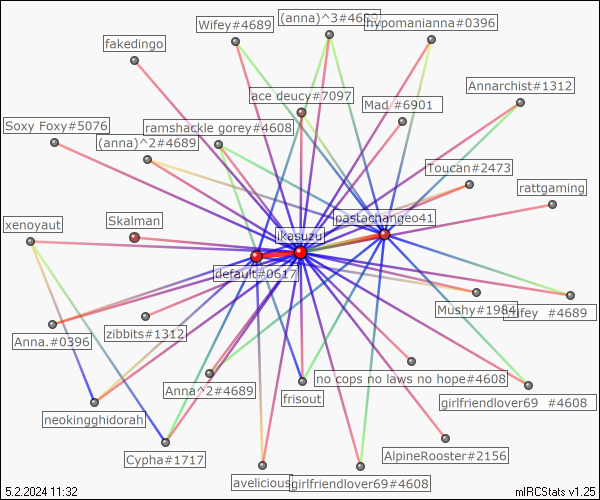 (anna)^3#4689
Wifey#4689
hypomanianna#0396
fakedingo
Annarchist#1312
ace deucy#7097
Mad #6901
Soxy Foxy#5076
ramshackle gorey#4608
(anna)^2#4689
Toucan#2473
rattgaming
xenoyaut
Skalman
pastachangeo41
ikasuzu
default#0617
Mushy#1984
ifey #4689
Anna.#0396
zibbits#1312
no cops no laws no hope#4608
Anna^2#4689
frisout
girlfriendlover69 #4608
neokingghidorah
Cypha#1717
AlpineRooster#2156
avelicious
girlfriendlover69#4608
5.2.2024 11:32
mIRCStats v1.25